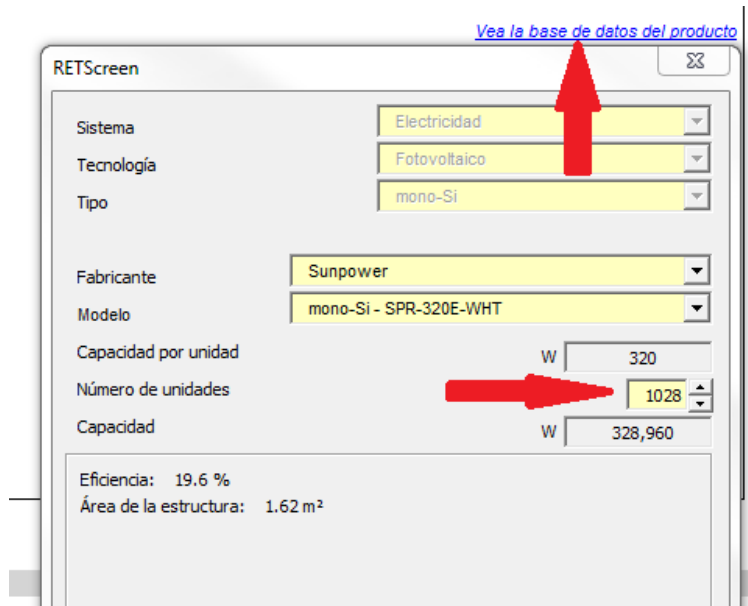 Vea la base de datos del producto
RETScreen
Sistema Electricidad
Tecnología Fotovoltaico
Tipo mono-Si
Fabricante Sunpower
Modelo mono-Si - SPR-320E-WHT
Capacidad por unidad W 320
Número de unidades 1028
Capacidad W 328,960
Eficiencia: 19.6 %
Área de la estructura: 1.62 m²